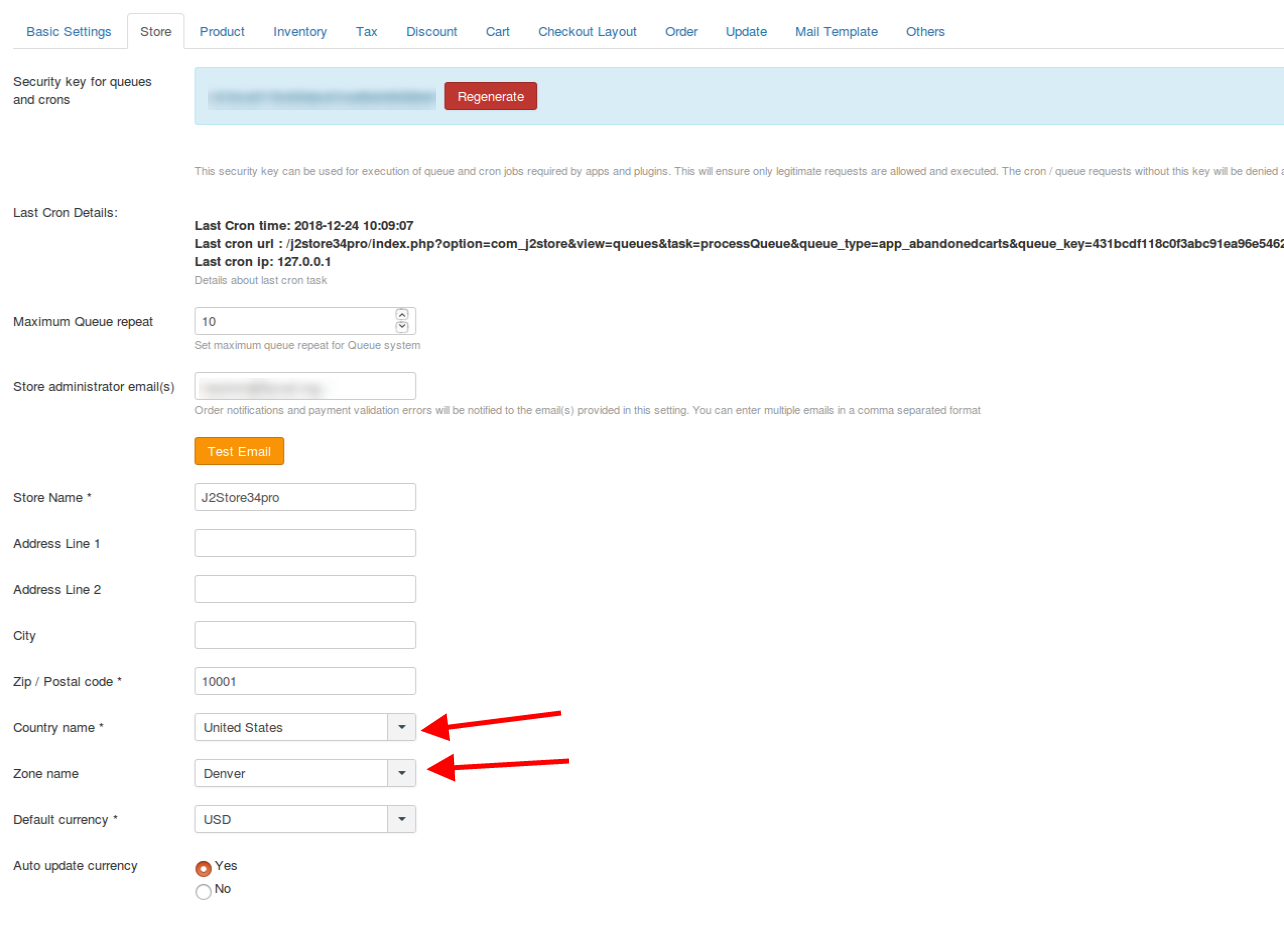 Basic Settings Store Product Inventory Tax Discount Cart Checkout Layout Order Update Mail Template Others
Security key for queues
and crons
Regenerate
This security key can be used for execution of queue and cron jobs required by apps and plugins. This will ensure only legitimate requests are allowed and executed. The cron / queue requests without this key will be denied a
Last Cron Details:
Last Cron time: 2018-12-24 10:09:07
Last cron url : /j2store34pro/index.php?option=com_j2store&view=queues&task=processQueue&queue_type=app_abandonedcarts&queue_key=431bcdf118c0f3abc91ea96e5462
Last cron ip: 127.0.0.1
Details about last cron task
Maximum Queue repeat 10
Set maximum queue repeat for Queue system
Store administrator email(s)
Order notifications and payment validation errors will be notified to the email(s) provided in this setting. You can enter multiple emails in a comma separated format
Test Email
Store Name * J2Store34pro
Address Line 1
Address Line 2
City
Zip / Postal code * 10001
Country name * United States
Zone name Denver
Default currency * USD
Auto update currency Yes
No